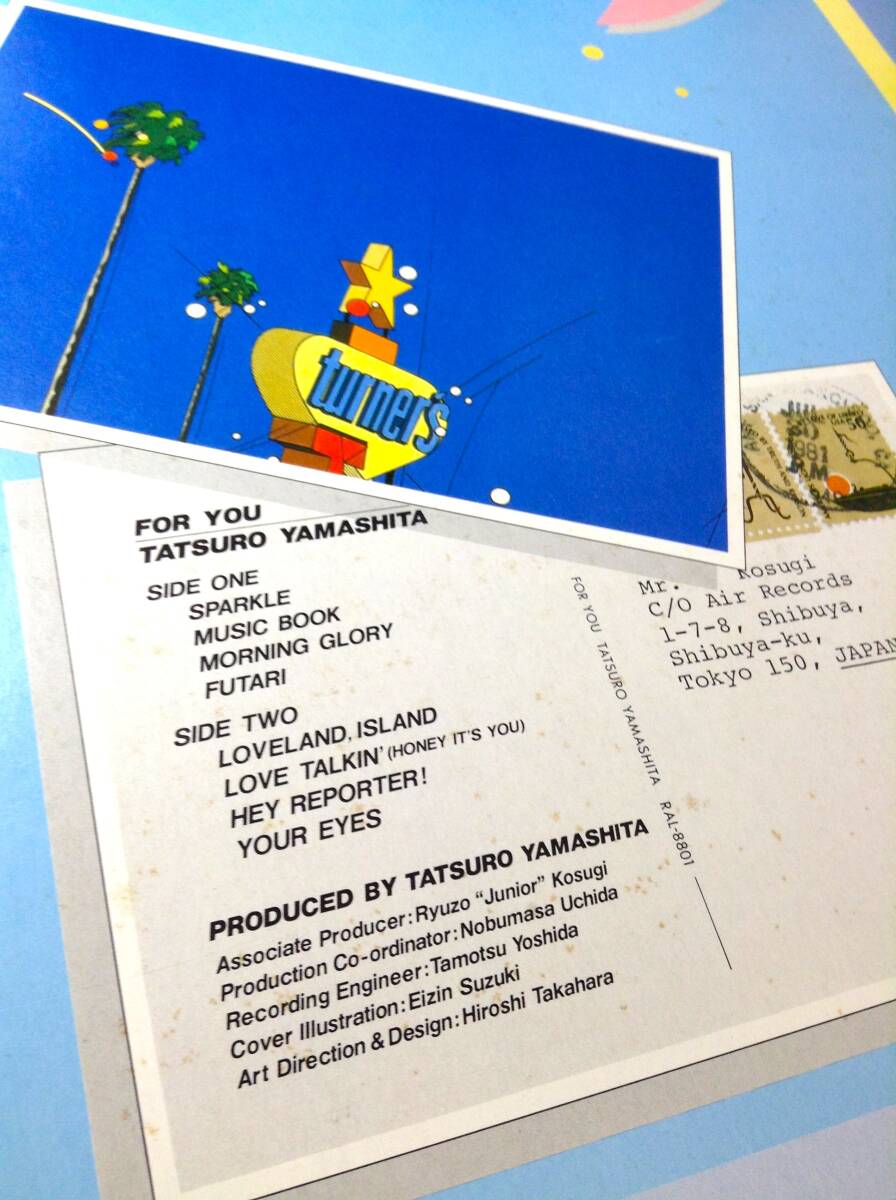 turner's
FOR YOU
TATSURO YAMASHITA
SIDE ONE
SPARKLE
MUSIC BOOK
MORNING GLORY
FUTARI
SIDE TWO
LOVELAND, ISLAND
LOVE TALKIN' (HONEY IT'S YOU)
HEY REPORTER!
YOUR EYES
PRODUCED BY TATSURO YAMASHITA
Associate Producer: Ryuzo “Junior” Kosugi
Production Co-ordinator: Nobumasa Uchida
Recording Engineer: Tamotsu Yoshida
Cover Illustration: Eizin Suzuki
Art Direction & Design: Hiroshi Takahara
FOR YOU TATSURO YAMASHITA RAL-8801
Mr. Kosugi
C/O Air Records
1-7-8, Shibuya,
Shibuya-ku,
Tokyo 150, JAPAN